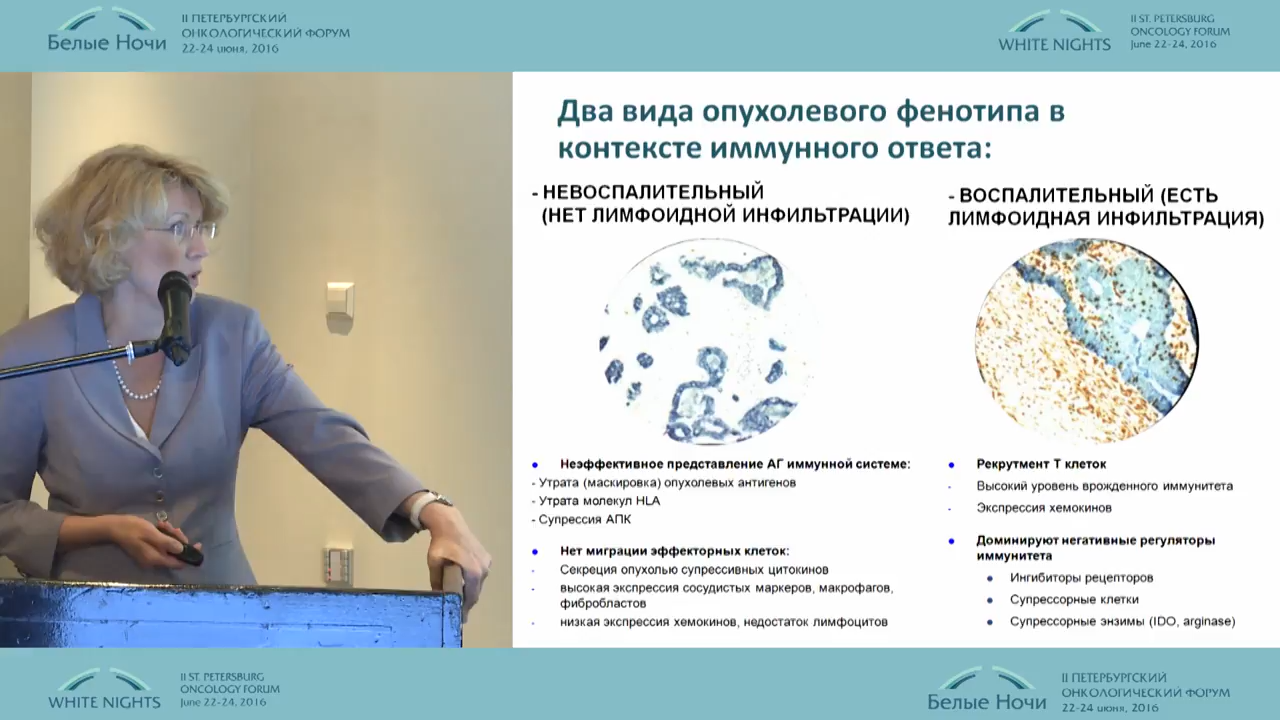 Белые Ночи
II ПЕТЕРБУРГСКИЙ
ОНКОЛОГИЧЕСКИЙ ФОРУМ
22-24 июня, 2016
WHITE NIGHTS
II ST. PETERSBURG
ONCOLOGY FORUM
June 22-24, 2016
Два вида опухолевого фенотипа в
контексте иммунного ответа:
- НЕВОСПАЛИТЕЛЬНЫЙ
(НЕТ ЛИМФОИДНОЙ ИНФИЛЬТРАЦИИ)
● Неэффективное представление АГ иммунной системе:
- Утрата (маскировка) опухолевых антигенов
- Утрата молекул HLA
- Супрессия АПК
● Нет миграции эффекторных клеток:
- Секреция опухолью супрессивных цитокинов
- высокая экспрессия сосудистых маркеров, макрофагов,
фибробластов
- низкая экспрессия хемокинов, недостаток лимфоцитов
- ВОСПАЛИТЕЛЬНЫЙ (ЕСТЬ
ЛИМФОИДНАЯ ИНФИЛЬТРАЦИЯ)
● Рекрутмент Т клеток
- Высокий уровень врожденного иммунитета
- Экспрессия хемокинов
● Доминируют негативные регуляторы
иммунитета
● Ингибиторы рецепторов
● Супрессорные клетки
● Супрессорные энзимы (IDO, arginase)
WHITE NIGHTS
II ST. PETERSBURG
ONCOLOGY FORUM
June 22-24, 2016
Белые Ночи
II ПЕТЕРБУРГСКИЙ
ОНКОЛОГИЧЕСКИЙ ФОРУМ
22-24 июня, 2016